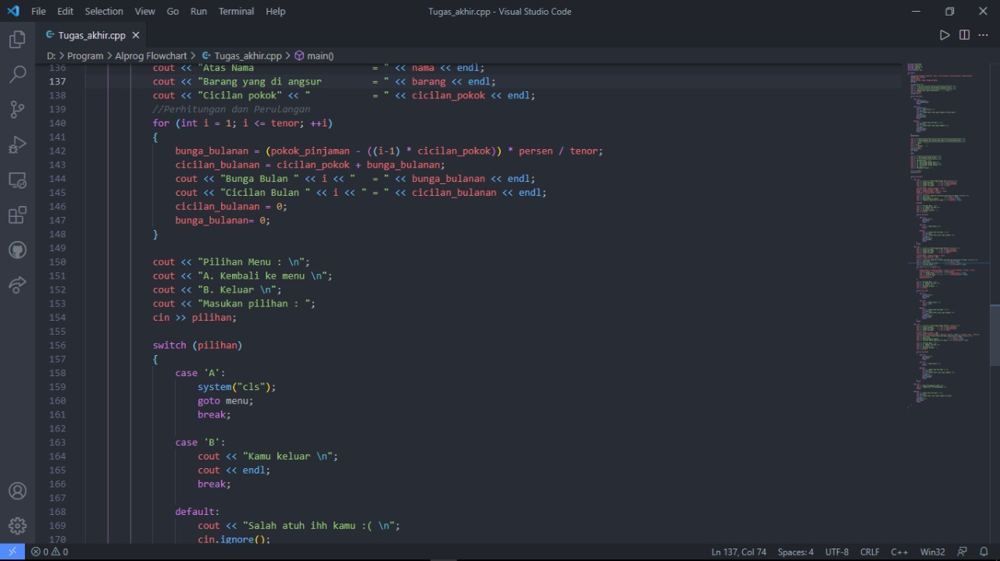 File Edit Selection View Go Run Terminal Help Tugas_akhir.cpp - Visual Studio Code
Tugas_akhir.cpp
D: > Program > Alprog Flowchart > Tugas_akhir.cpp > main()
136 cout << "Atas Nama = " << nama << endl;
137 cout << "Barang yang di angsur = " << barang << endl;
138 cout << "Cicilan pokok" << " = " << cicilan_pokok << endl;
139 //Perhitungan dan Perulangan
140 for (int i = 1; i <= tenor; ++i)
141 {
142 bunga_bulanan = (pokok_pinjaman - ((i-1) * cicilan_pokok)) * persen / tenor;
143 cicilan_bulanan = cicilan_pokok + bunga_bulanan;
144 cout << "Bunga Bulan " << i << " = " << bunga_bulanan << endl;
145 cout << "Cicilan Bulan " << i << " = " << cicilan_bulanan << endl;
146 cicilan_bulanan = 0;
147 bunga_bulanan= 0;
148 }
149
150 cout << "Pilihan Menu : \n";
151 cout << "A. Kembali ke menu \n";
152 cout << "B. Keluar \n";
153 cout << "Masukan pilihan : ";
154 cin >> pilihan;
155
156 switch (pilihan)
157 {
158 case 'A':
159 system("cls");
160 goto menu;
161 break;
162
163 case 'B':
164 cout << "Kamu keluar \n";
165 cout << endl;
166 break;
167
168 default:
169 cout << "Salah atuh ihh kamu :( \n";
170 cin.ignore();
0 0 Ln 137, Col 74 Spaces: 4 UTF-8 CRLF C++ Win32